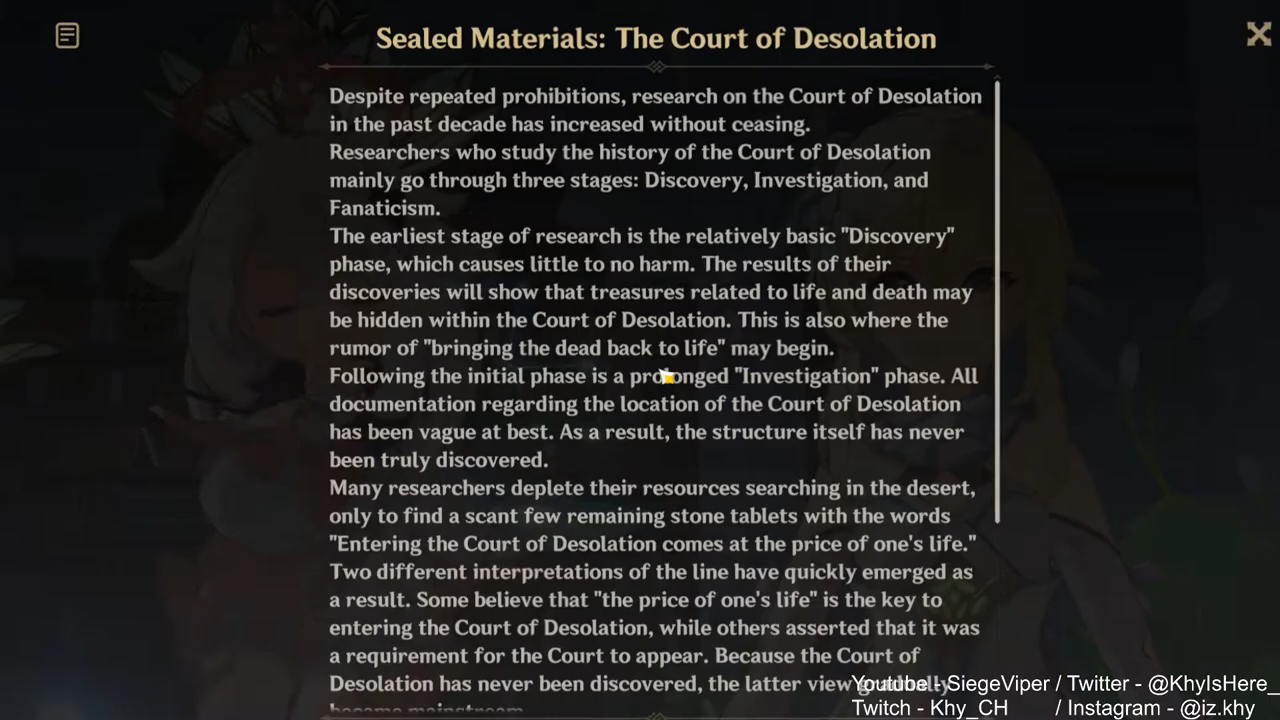 Sealed Materials: The Court of Desolation
Despite repeated prohibitions, research on the Court of Desolation
in the past decade has increased without ceasing.
Researchers who study the history of the Court of Desolation
mainly go through three stages: Discovery, Investigation, and
Fanaticism.
The earliest stage of research is the relatively basic "Discovery"
phase, which causes little to no harm. The results of their
discoveries will show that treasures related to life and death may
be hidden within the Court of Desolation. This is also where the
rumor of "bringing the dead back to life" may begin.
Following the initial phase is a prolonged "Investigation" phase. All
documentation regarding the location of the Court of Desolation
has been vague at best. As a result, the structure itself has never
been truly discovered.
Many researchers deplete their resources searching in the desert,
only to find a scant few remaining stone tablets with the words
"Entering the Court of Desolation comes at the price of one's life."
Two different interpretations of the line have quickly emerged as
a result. Some believe that "the price of one's life" is the key to
entering the Court of Desolation, while others asserted that it was
a requirement for the Court to appear. Because the Court of
Desolation has never been discovered, the latter view gradually
became mainstream.
Youtube - SiegeViper / Twitter - @KhyIsHere_
Twitch - Khy_CH / Instagram - @iz.khy